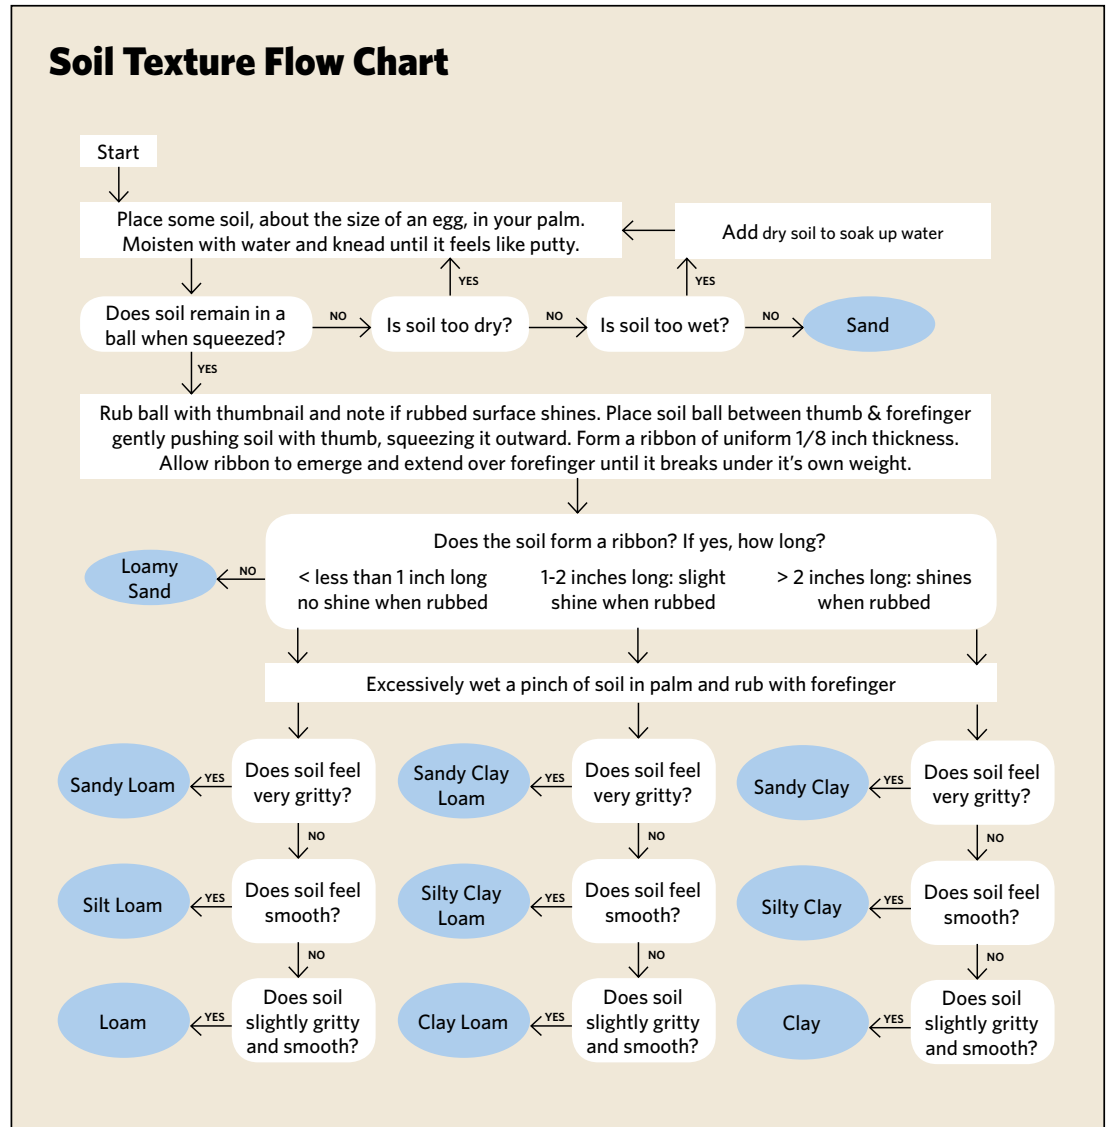 Soil Texture Flow Chart
Start
Place some soil, about the size of an egg, in your palm.
Moisten with water and knead until it feels like putty.
Add dry soil to soak up water
YES
YES
Does soil remain in a
ball when squeezed?
NO
Is soil too dry?
NO
Is soil too wet?
NO
Sand
YES
Rub ball with thumbnail and note if rubbed surface shines. Place soil ball between thumb & forefinger
gently pushing soil with thumb, squeezing it outward. Form a ribbon of uniform 1/8 inch thickness.
Allow ribbon to emerge and extend over forefinger until it breaks under it's own weight.
Does the soil form a ribbon? If yes, how long?
Loamy
Sand
NO
< less than 1 inch long
no shine when rubbed
1-2 inches long: slight
shine when rubbed
> 2 inches long: shines
when rubbed
Excessively wet a pinch of soil in palm and rub with forefinger
Sandy Loam
YES
Does soil feel
very gritty?
Sandy Clay
Loam
YES
Does soil feel
very gritty?
Sandy Clay
YES
Does soil feel
very gritty?
NO
NO
NO
Silt Loam
YES
Does soil feel
smooth?
Silty Clay
Loam
YES
Does soil feel
smooth?
Silty Clay
YES
Does soil feel
smooth?
NO
NO
NO
Loam
YES
Does soil
slightly gritty
and smooth?
Clay Loam
YES
Does soil
slightly gritty
and smooth?
Clay
YES
Does soil
slightly gritty
and smooth?